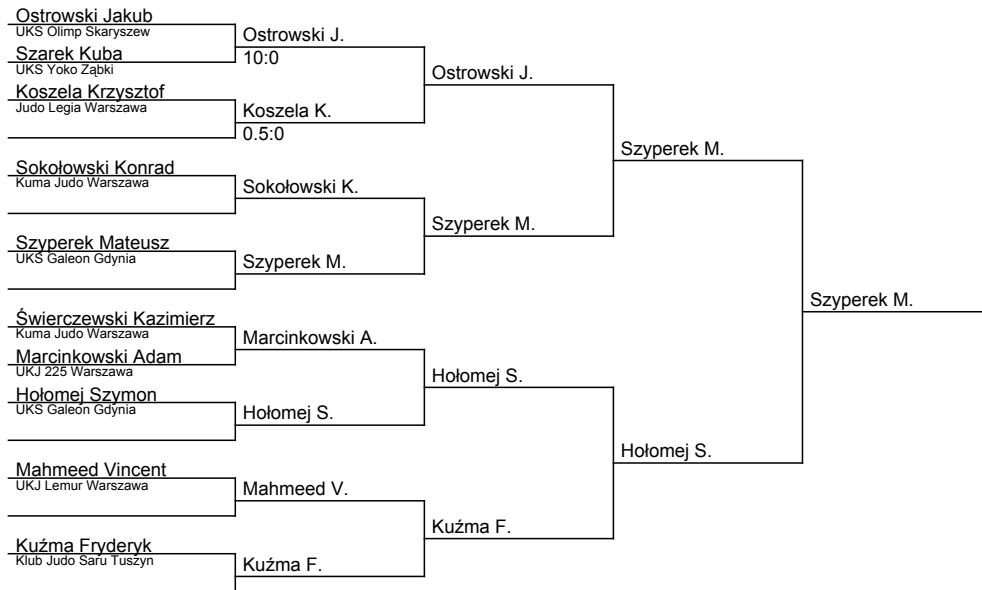 Ostrowski Jakub
UKS Olimp Skaryszew
Szarek Kuba
UKS Yoko Ząbki
Koszela Krzysztof
Judo Legia Warszawa
Sokołowski Konrad
Kuma Judo Warszawa
Szyperek Mateusz
UKS Galeon Gdynia
Świerczewski Kazimierz
Kuma Judo Warszawa
Marcinkowski Adam
UKJ 225 Warszawa
Hołomej Szymon
UKS Galeon Gdynia
Mahmeed Vincent
UKJ Lemur Warszawa
Kuźma Fryderyk
Klub Judo Saru Tuszyn
Ostrowski J.
10:0
Koszela K.
0.5:0
Sokołowski K.
Szyperek M.
Marcinkowski A.
Hołomej S.
Mahmeed V.
Kuźma F.
Ostrowski J.
Szyperek M.
Hołomej S.
Kuźma F.
Szyperek M.
Hołomej S.
Szyperek M.